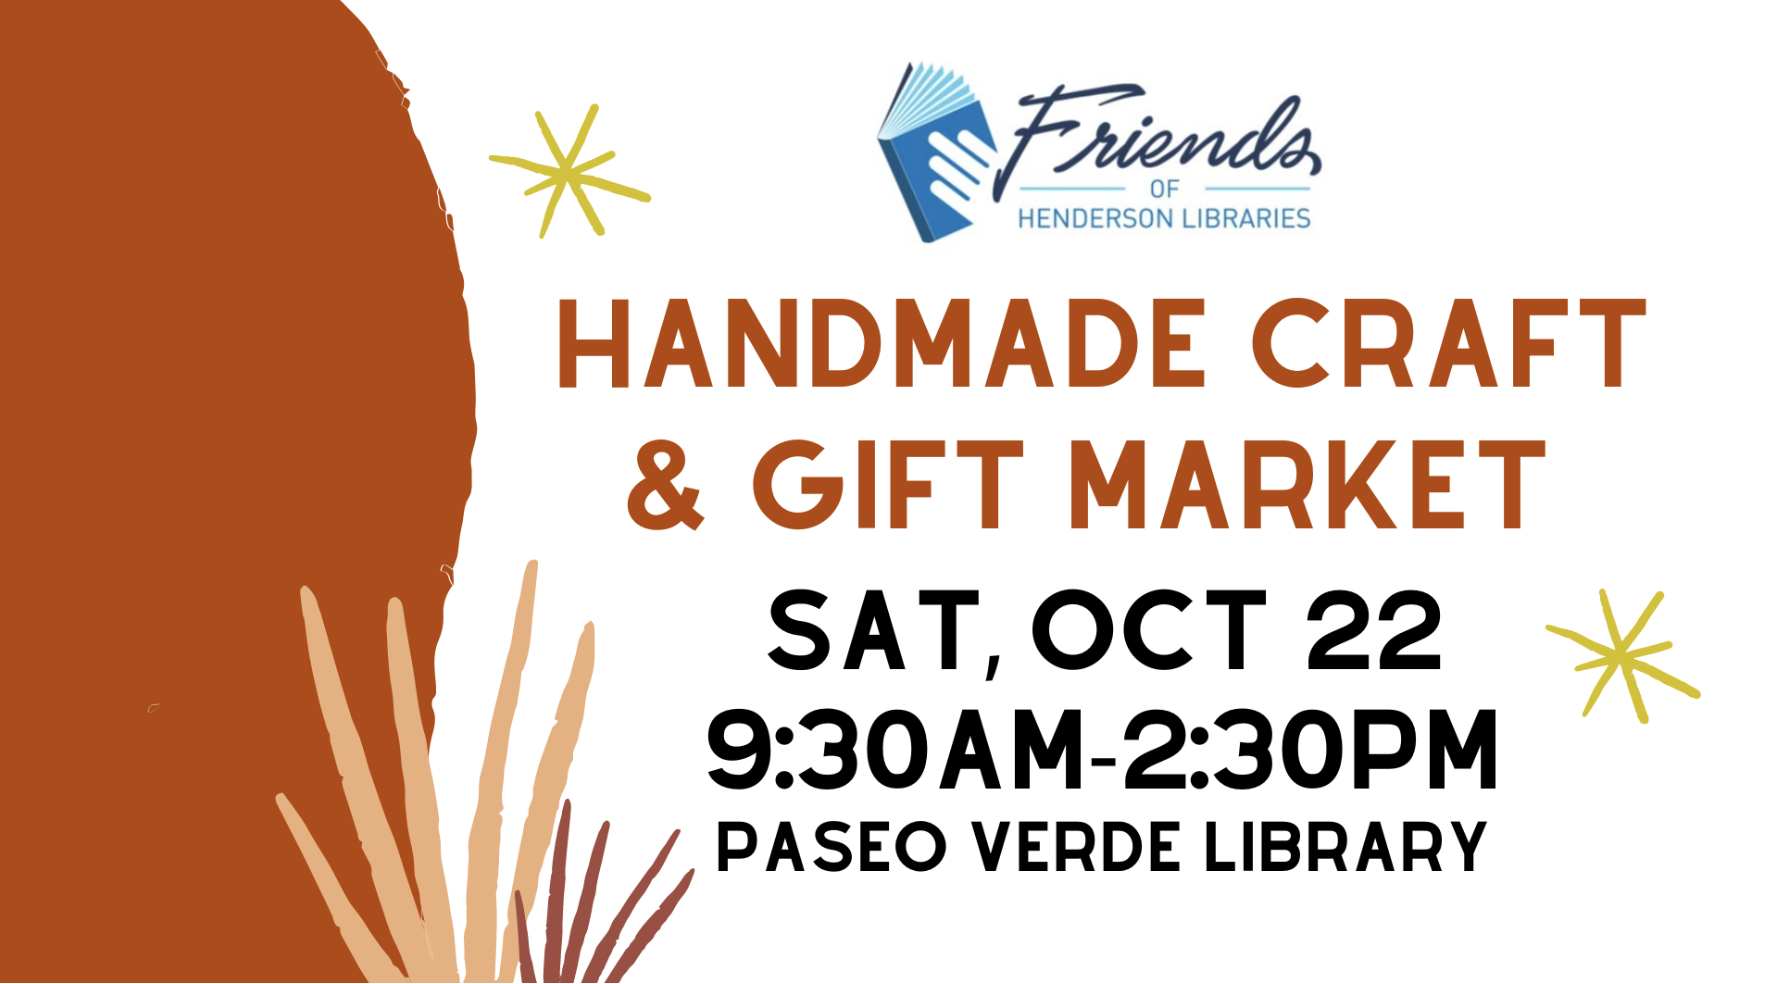 Friends
OF
HENDERSON LIBRARIES
HANDMADE CRAFT
& GIFT MARKET
SAT, OCT 22
9:30AM-2:30PM
PASEO VERDE LIBRARY